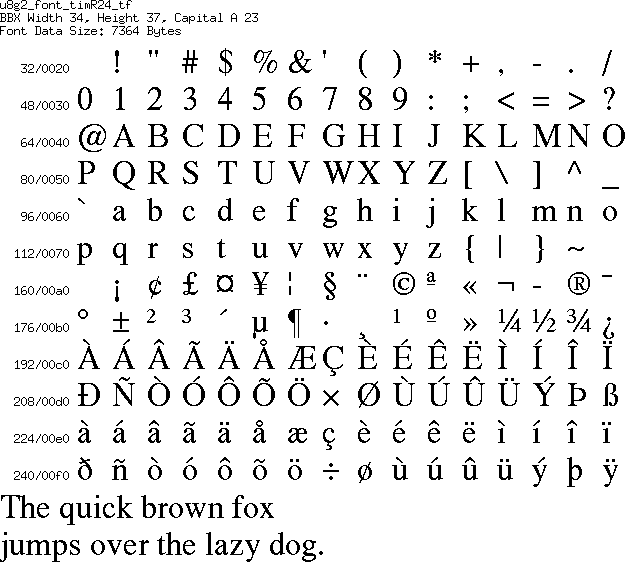 u8g2_font_timR24_tf
BBX Width 34, Height 37, Capital A 23
Font Data Size: 7364 Bytes
32/0020 ! " # $ % & ' ( ) * + , - . /
48/0030 0 1 2 3 4 5 6 7 8 9 : ; < = > ?
64/0040 @ A B C D E F G H I J K L M N O
80/0050 P Q R S T U V W X Y Z [ \ ] ^ _
96/0060 ` a b c d e f g h i j k l m n o
112/0070 p q r s t u v w x y z { | } ~
160/00a0 ¡ ¢ £ ¤ ¥ ¦ § ¨ © ª « ¬ - ® ¯
176/00b0 ° ± ² ³ ´ µ ¶ · ¸ ¹ º » ¼ ½ ¾ ¿
192/00c0 À Á Â Ã Ä Å Æ Ç È É Ê Ë Ì Í Î Ï
208/00d0 Ð Ñ Ò Ó Ô Õ Ö × Ø Ù Ú Û Ü Ý Þ ß
224/00e0 à á â ã ä å æ ç è é ê ë ì í î ï
240/00f0 ð ñ ò ó ô õ ö ÷ ø ù ú û ü ý þ ÿ
The quick brown fox
jumps over the lazy dog.